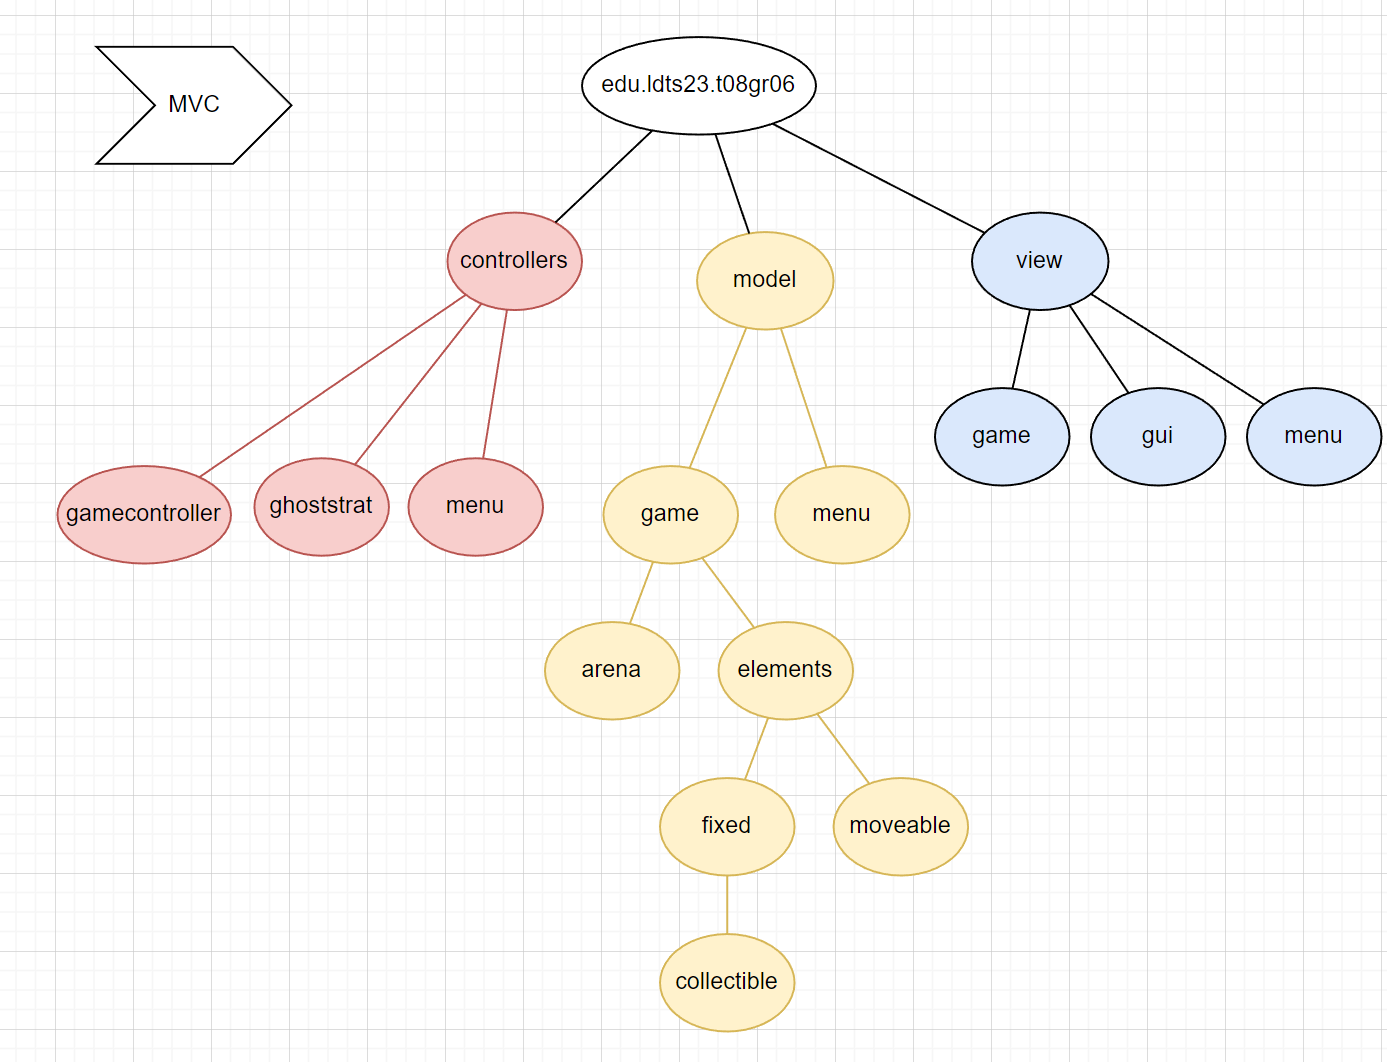 MVC
edu.ldts23.t08gr06
controllers
model
view
game
gui
menu
gamecontroller
ghoststrat
menu
game
menu
arena
elements
fixed
moveable
collectible